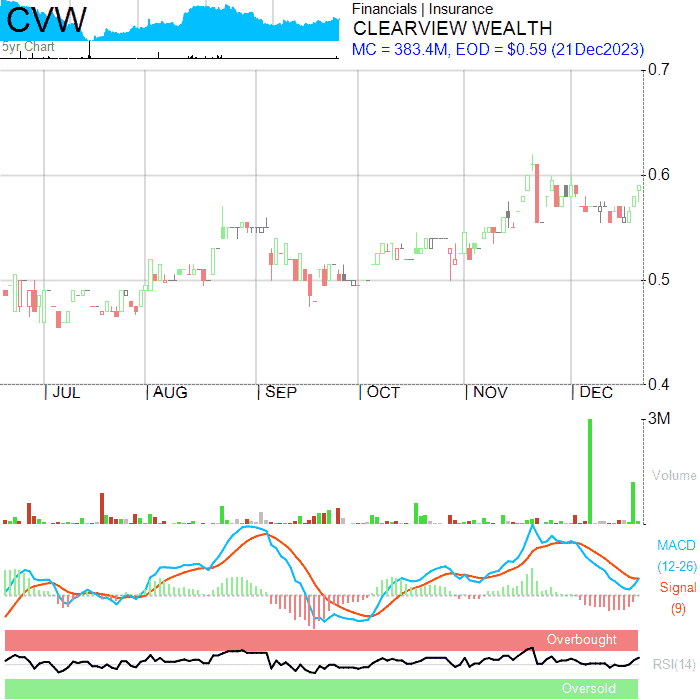 CVW
5yr Chart
Financials | Insurance
CLEARVIEW WEALTH
MC = 383.4M, EOD = $0.59 (21Dec2023)
0.7
0.6
0.5
0.4
JUL AUG SEP OCT NOV DEC
3M
Volume
MACD
(12-26)
Signal
(9)
Overbought
RSI(14)
Oversold